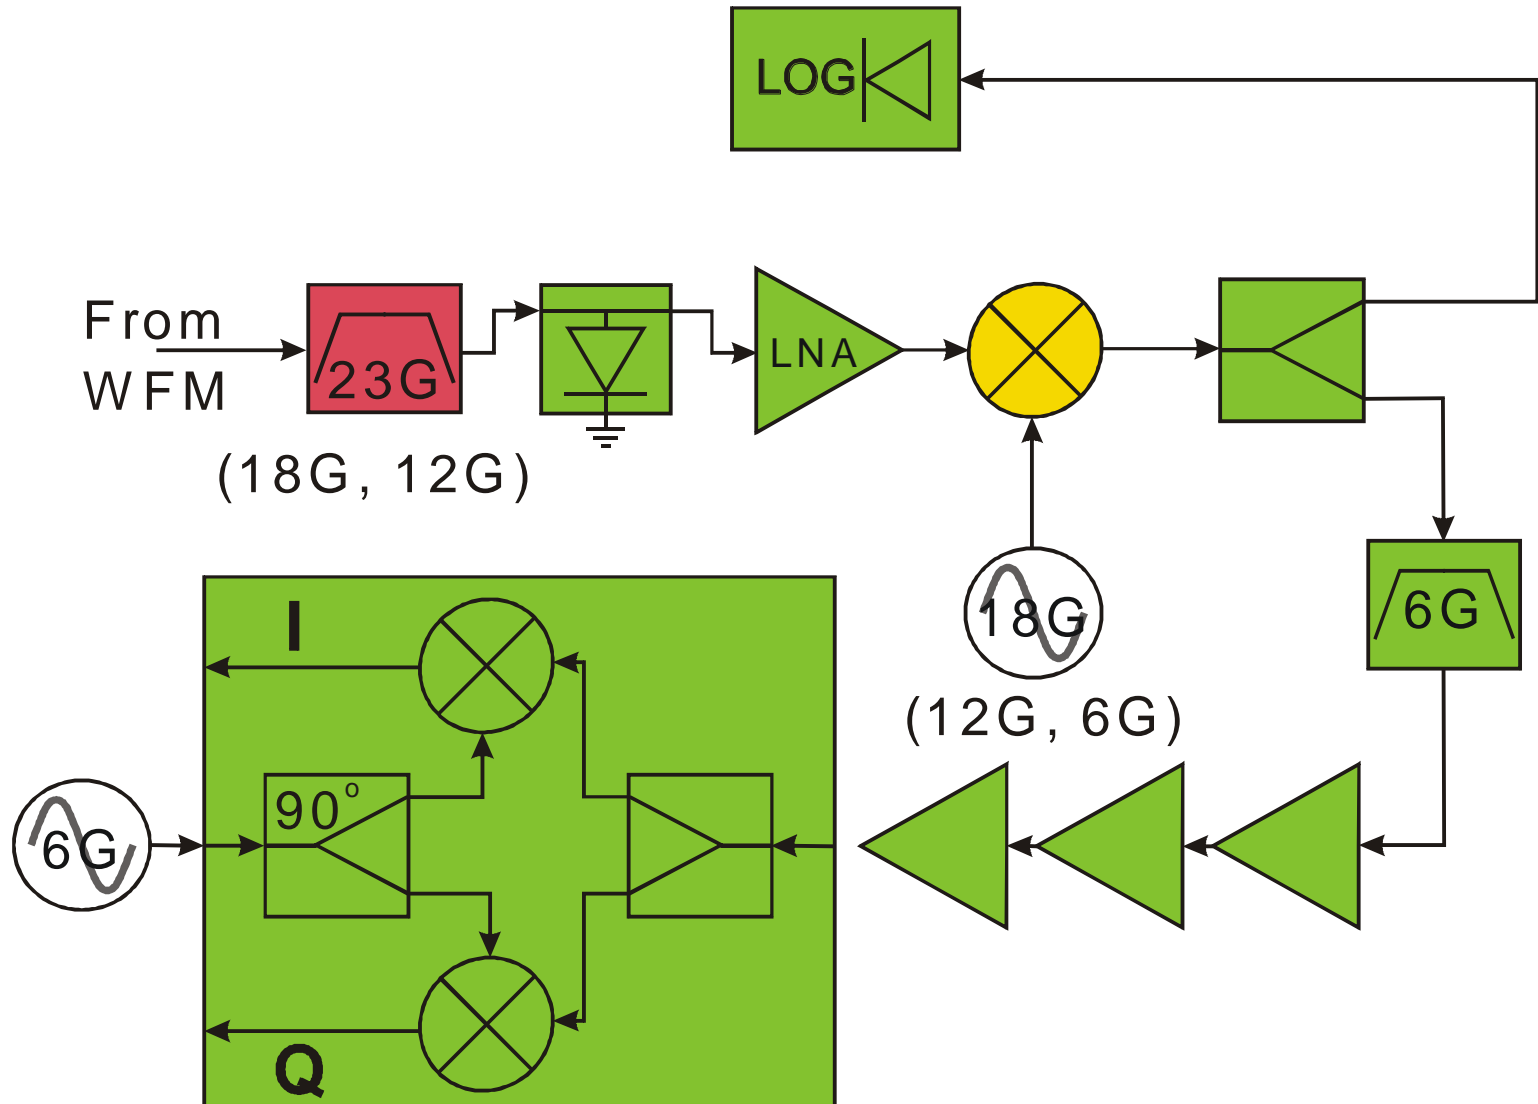 LOG
From
WFM
23G
LNA
(18G, 12G)
18G
6G
(12G, 6G)
I
90°
6G
Q